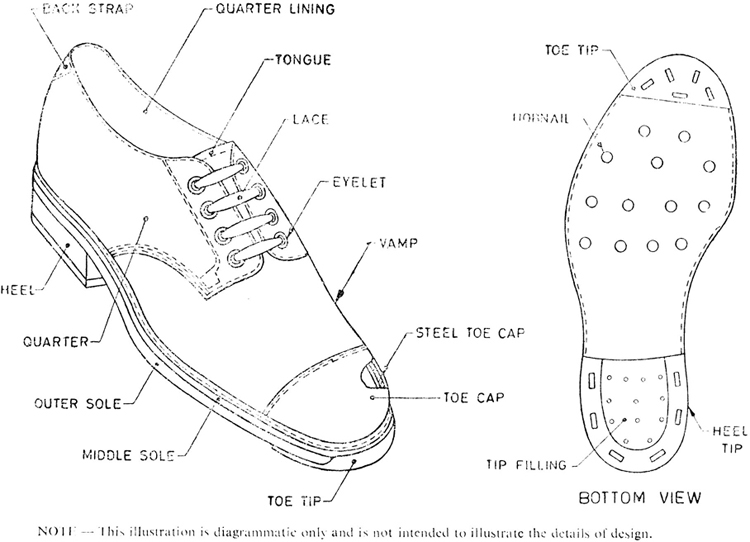 BACK STRAP
QUARTER LINING
TONGUE
LACE
EYELET
VAMP
HEEL
QUARTER
STEEL TOE CAP
OUTER SOLE
TOE CAP
MIDDLE SOLE
TOE TIP
TOE TIP
HOBNAIL
HEEL
TIP
TIP FILLING
BOTTOM VIEW
NOTE — This illustration is diagrammatic only and is not intended to illustrate the details of design.